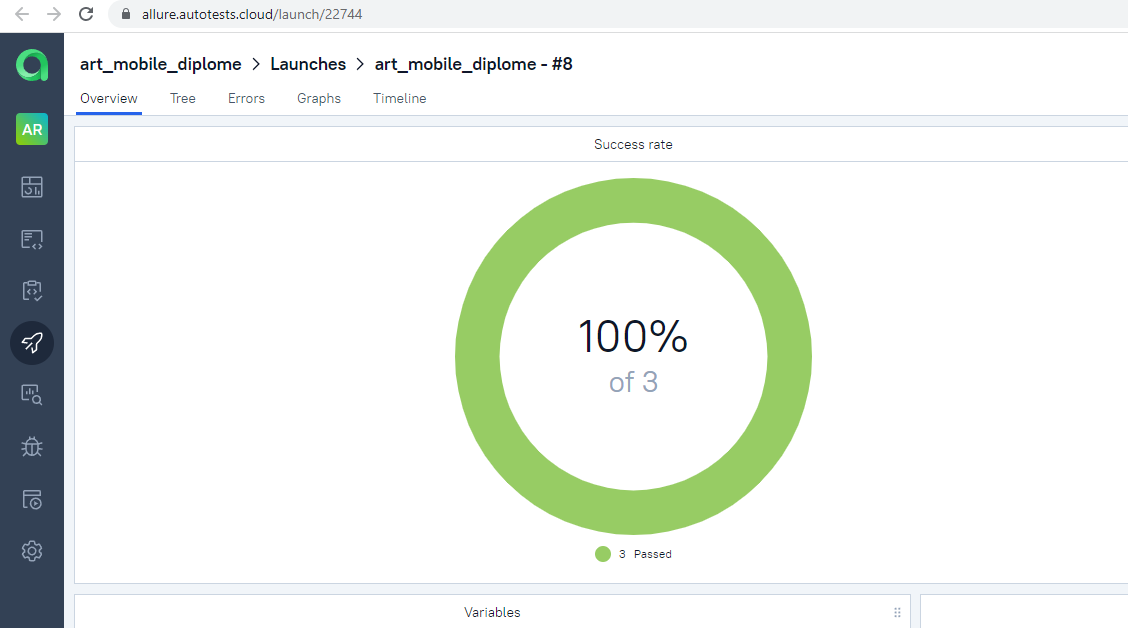 allure.autotests.cloud/launch/22744
art_mobile_diplome > Launches > art_mobile_diplome - #8
AR
Overview Tree Errors Graphs Timeline
Success rate
100%
of 3
3 Passed
Variables